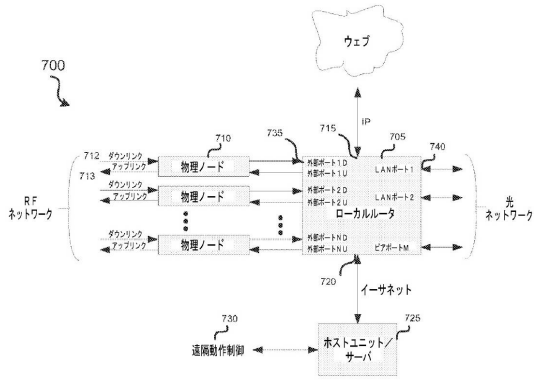 ウェブ
700
IP
710
735
715
705
740
712
713
ダウンリンク
アップリンク
物理ノード
外部ポート1D
外部ポート1U
LANポート1
ダウンリンク
アップリンク
物理ノード
外部ポート2D
外部ポート2U
LANポート2
RF
ネットワーク
ローカルルータ
光
ネットワーク
ダウンリンク
アップリンク
物理ノード
外部ポートND
外部ポートNU
ピアポートM
720
イーサネット
730
遠隔動作制御
725
ホストユニット/
サーバ